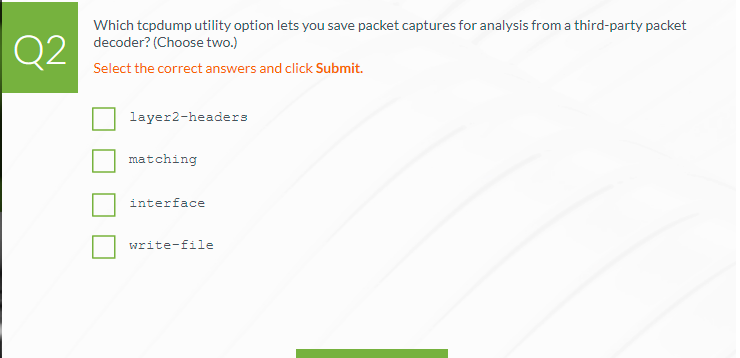 Q2
Which tcpdump utility option lets you save packet captures for analysis from a third-party packet
decoder? (Choose two.)
Select the correct answers and click Submit.
layer2-headers
matching
interface
write-file